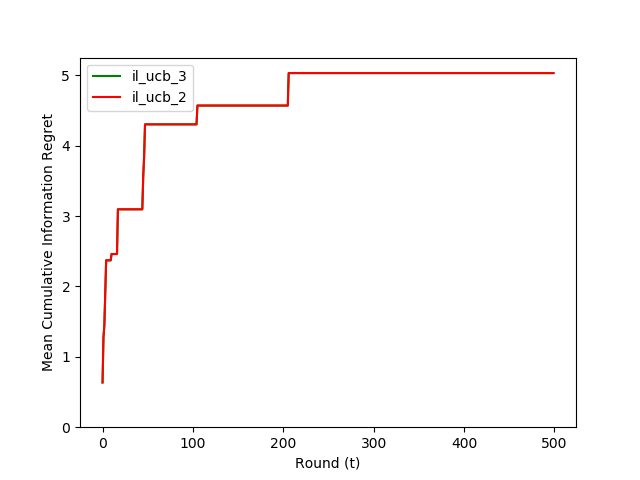 il_ucb_3
il_ucb_2
Mean Cumulative Information Regret
5
4
3
2
1
0
0 100 200 300 400 500
Round (t)